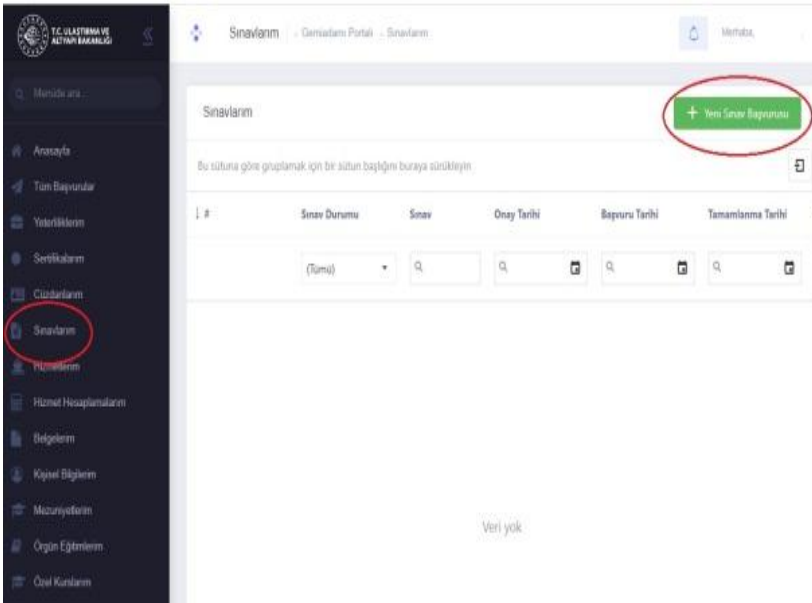 T.C. ULAŞTIRMA VE
ALTYAPI BAKANLIĞI
Sınavlarım
Gemiadamı Portalı
Sınavlarım
Merhaba,
Menüde ara...
Anasayfa
Tüm Başvurular
Yeterliliklerim
Sertifikalarım
Cüzdanlarım
Sınavlarım
Hizmetlerim
Hizmet Hesaplamalarım
Belgelerim
Kişisel Bilgilerim
Mezuniyetlerim
Örgün Eğitimlerim
Özel Kurslarım
Sınavlarım
+ Yeni Sınav Başvurusu
Bu sütuna göre gruplamak için bir sütun başlığını buraya sürükleyin
# Sınav Durumu Sınav Onay Tarihi Başvuru Tarihi Tamamlanma Tarihi
(Tümü)
Veri yok